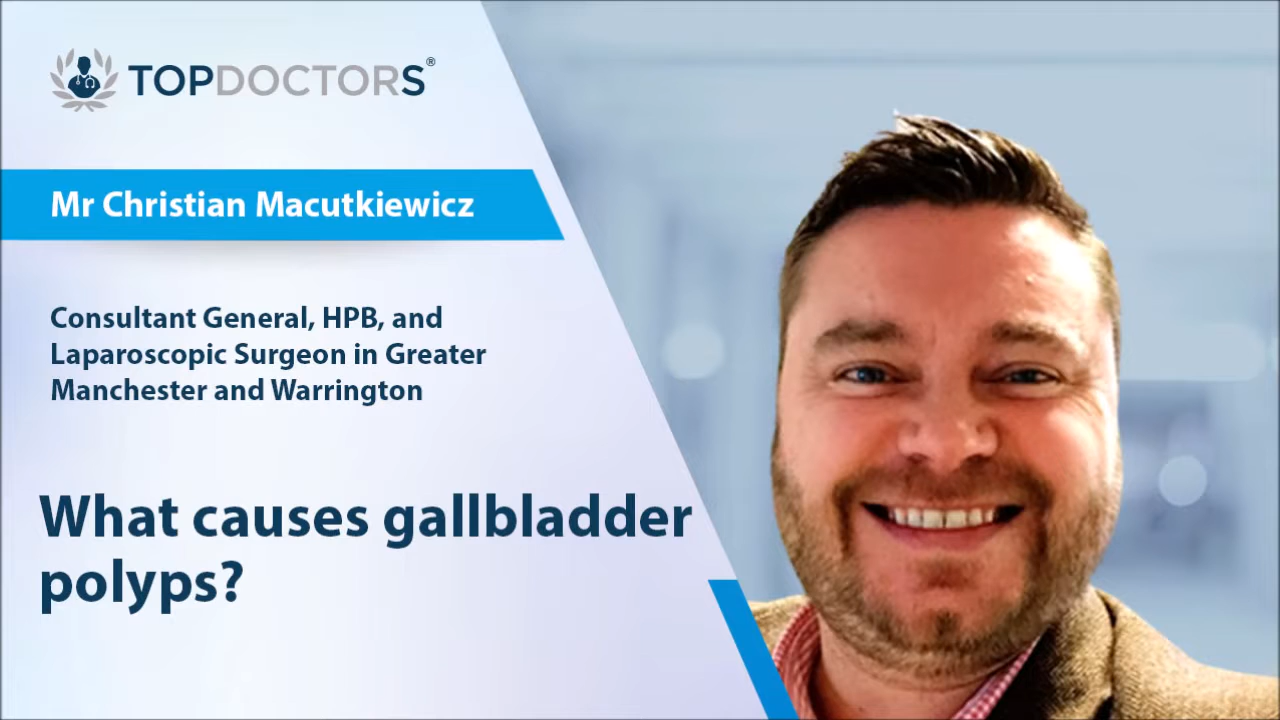 TOPDOCTORS®
Mr Christian Macutkiewicz
Consultant General, HPB, and
Laparoscopic Surgeon in Greater
Manchester and Warrington
What causes gallbladder
polyps?